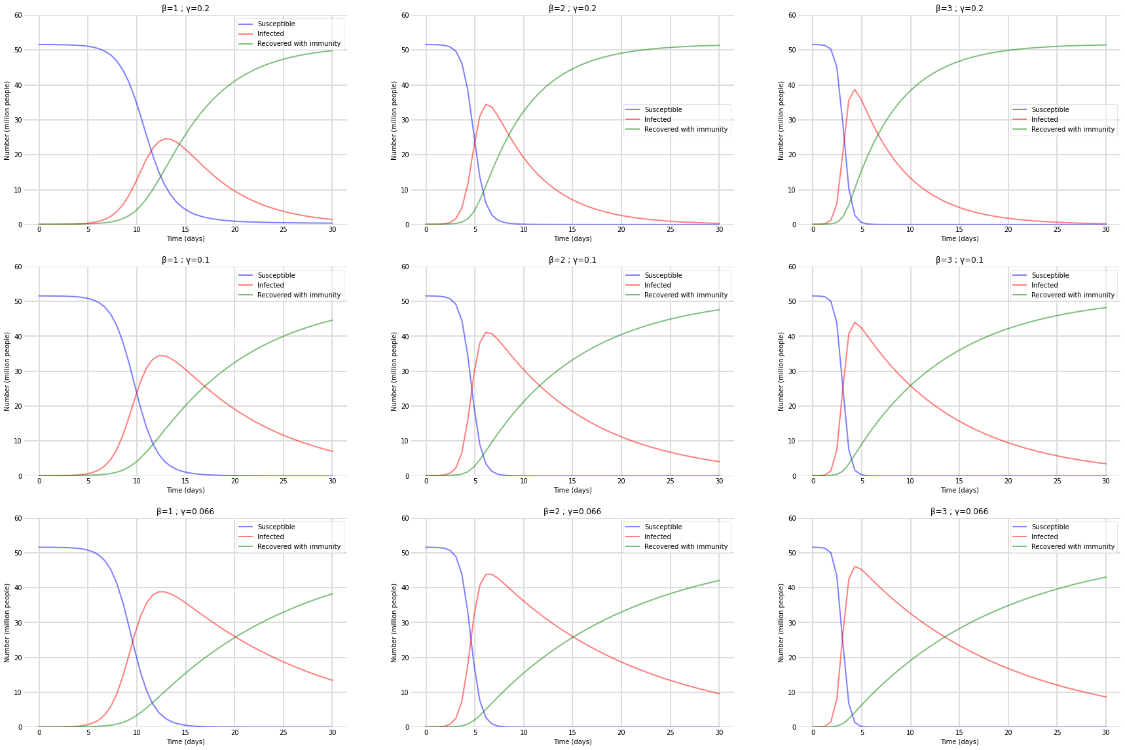 β=1 ; γ=0.2
Number (million people)
60
50
40
30
20
10
0
Susceptible
Infected
Recovered with immunity
0 5 10 15 20 25 30
Time (days)
β=2 ; γ=0.2
Number (million people)
60
50
40
30
20
10
0
Susceptible
Infected
Recovered with immunity
0 5 10 15 20 25 30
Time (days)
β=3 ; γ=0.2
Number (million people)
60
50
40
30
20
10
0
Susceptible
Infected
Recovered with immunity
0 5 10 15 20 25 30
Time (days)
β=1 ; γ=0.1
Number (million people)
60
50
40
30
20
10
0
Susceptible
Infected
Recovered with immunity
0 5 10 15 20 25 30
Time (days)
β=2 ; γ=0.1
Number (million people)
60
50
40
30
20
10
0
Susceptible
Infected
Recovered with immunity
0 5 10 15 20 25 30
Time (days)
β=3 ; γ=0.1
Number (million people)
60
50
40
30
20
10
0
Susceptible
Infected
Recovered with immunity
0 5 10 15 20 25 30
Time (days)
β=1 ; γ=0.066
Number (million people)
60
50
40
30
20
10
0
Susceptible
Infected
Recovered with immunity
0 5 10 15 20 25 30
Time (days)
β=2 ; γ=0.066
Number (million people)
60
50
40
30
20
10
0
Susceptible
Infected
Recovered with immunity
0 5 10 15 20 25 30
Time (days)
β=3 ; γ=0.066
Number (million people)
60
50
40
30
20
10
0
Susceptible
Infected
Recovered with immunity
0 5 10 15 20 25 30
Time (days)